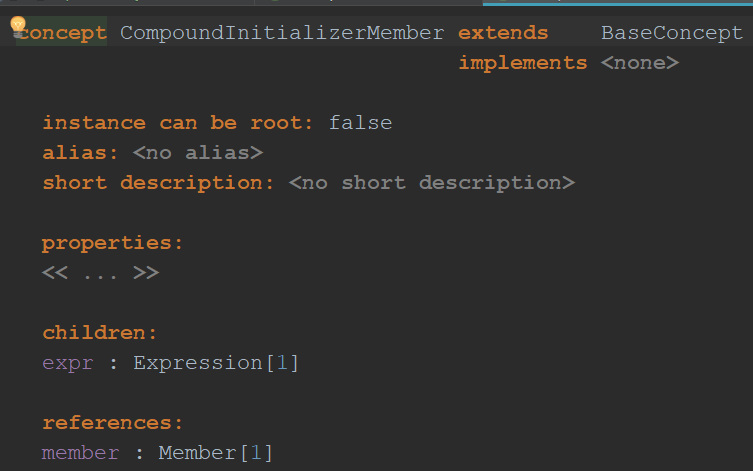 concept CompoundInitializerMember extends BaseConcept
implements <none>
instance can be root: false
alias: <no alias>
short description: <no short description>
properties:
<< ... >>
children:
expr : Expression[1]
references:
member : Member[1]